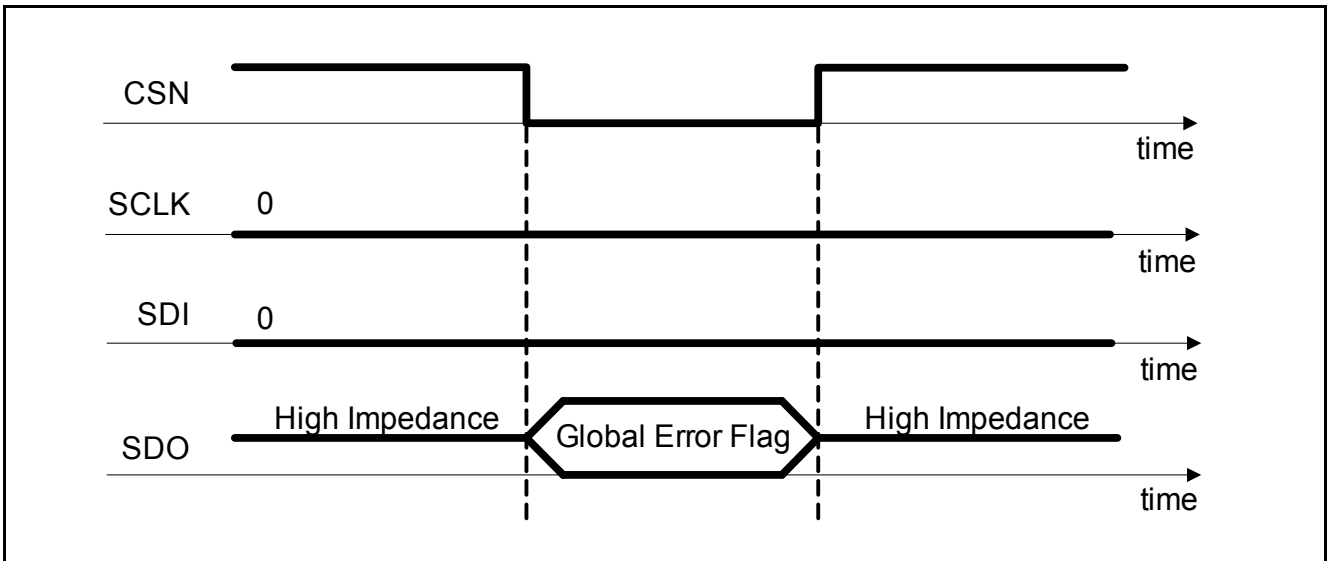 CSN
time
SCLK
0
time
SDI
0
time
High Impedance
Global Error Flag
High Impedance
SDO
time